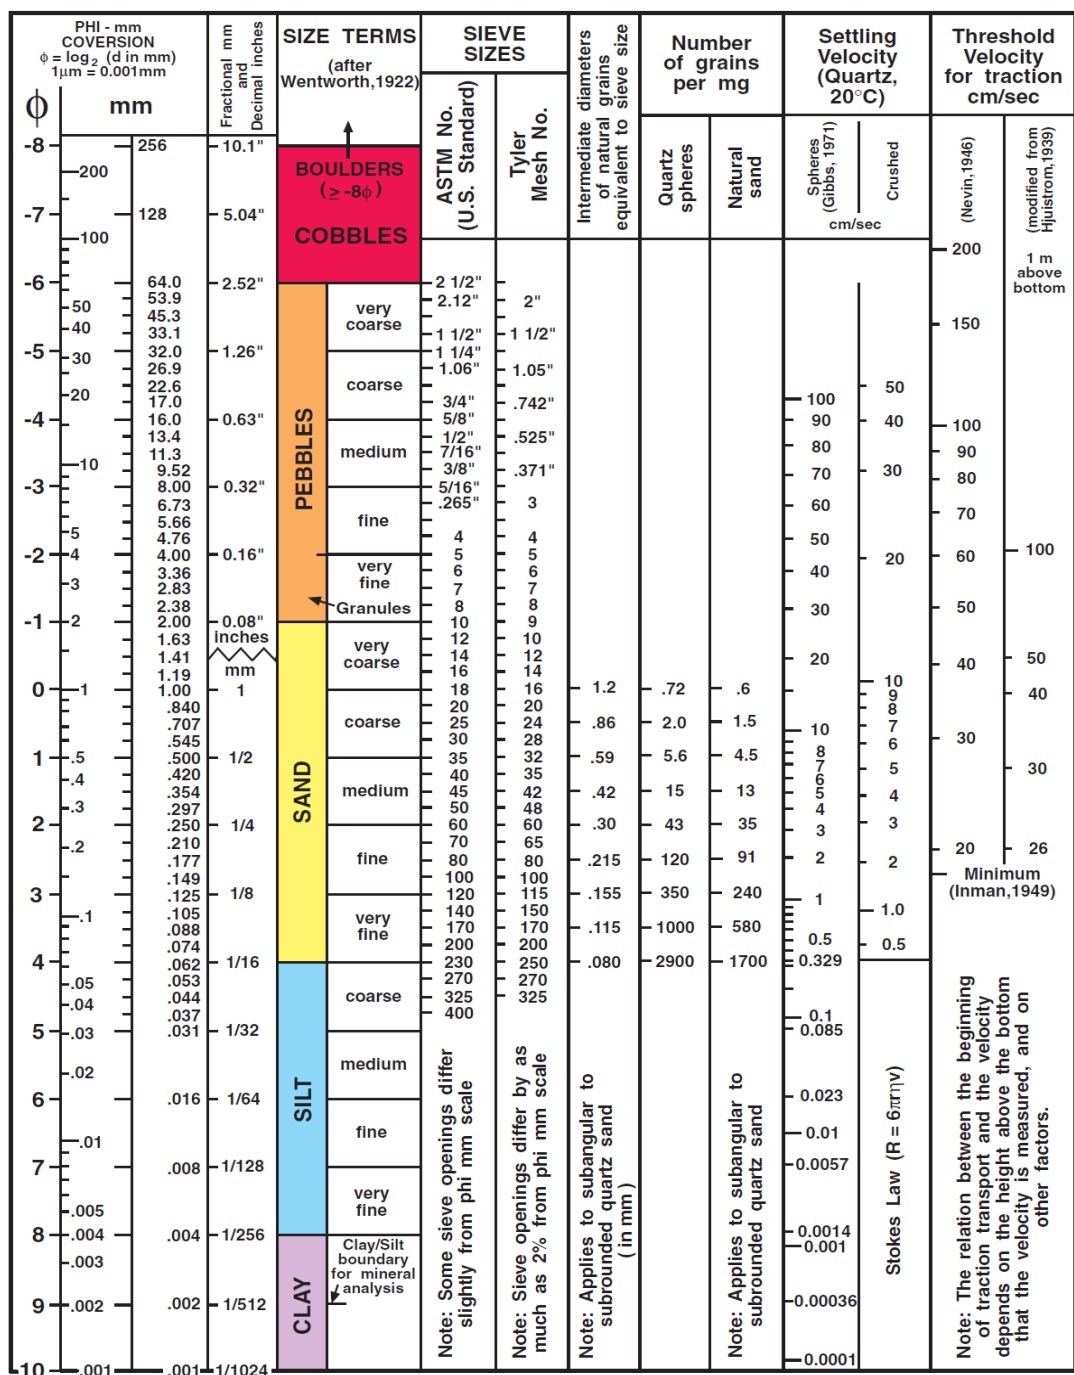 PHI - mm
COVERSION
ϕ = log₂ (d in mm)
1μm = 0.001mm
ϕ
mm
Fractional mm
and
Decimal inches
SIZE TERMS
(after
Wentworth,1922)
SIEVE
SIZES
ASTM No.
(U.S. Standard)
Tyler
Mesh No.
Intermediate diameters
of natural grains
equivalent to sieve size
Number
of grains
per mg
Quartz
spheres
Natural
sand
Settling
Velocity
(Quartz,
20°C)
Spheres
(Gibbs, 1971)
Crushed
cm/sec
Threshold
Velocity
for traction
cm/sec
(Nevin,1946)
(modified from
Hjuistrom,1939)
1 m
above
bottom
-8
-7
-6
-5
-4
-3
-2
-1
0
1
2
3
4
5
6
7
8
9
10
200
100
50
40
30
20
10
5
4
3
2
1
.5
.4
.3
.2
.1
.05
.04
.03
.02
.01
.005
.004
.003
.002
.001
256
128
64.0
53.9
45.3
33.1
32.0
26.9
22.6
17.0
16.0
13.4
11.3
9.52
8.00
6.73
5.66
4.76
4.00
3.36
2.83
2.38
2.00
1.63
1.41
1.19
1.00
.840
.707
.545
.500
.420
.354
.297
.250
.210
.177
.149
.125
.105
.088
.074
.062
.053
.044
.037
.031
.016
.008
.004
.002
.001
10.1"
5.04"
2.52"
1.26"
0.63"
0.32"
0.16"
0.08"
inches
mm
1
1/2
1/4
1/8
1/16
1/32
1/64
1/128
1/256
1/512
1/1024
BOULDERS
(≥ -8ϕ)
COBBLES
PEBBLES
very
coarse
coarse
medium
fine
very
fine
Granules
SAND
very
coarse
coarse
medium
fine
very
fine
SILT
coarse
medium
fine
very
fine
CLAY
Clay/Silt
boundary
for mineral
analysis
2 1/2"
2.12"
1 1/2"
1 1/4"
1.06"
3/4"
5/8"
1/2"
7/16"
3/8"
5/16"
.265"
4
5
6
7
8
10
12
14
16
18
20
25
30
35
40
45
50
60
70
80
100
120
140
170
200
230
270
325
400
Note: Some sieve openings differ
slightly from phi mm scale
2"
1 1/2"
1.05"
.742"
.525"
.371"
3
4
5
6
7
8
9
10
12
14
16
20
24
28
32
35
42
48
60
65
80
100
115
150
170
200
250
270
325
Note: Sieve openings differ by as
much as 2% from phi mm scale
1.2
.86
.59
.42
.30
.215
.155
.115
.080
Note: Applies to subangular to
subrounded quartz sand
(in mm)
.72
2.0
5.6
15
43
120
350
1000
2900
.6
1.5
4.5
13
35
91
240
580
1700
Note: Applies to subangular to
subrounded quartz sand
100
90
80
70
60
50
40
30
20
10
8
7
6
5
4
3
2
1
0.5
0.329
0.1
0.085
0.023
0.01
0.0057
0.0014
0.001
0.00036
0.0001
50
40
30
20
10
9
8
7
6
5
4
3
2
1.0
0.5
Stokes Law (R = 6πrηv)
200
150
100
90
80
70
60
50
40
30
20
100
50
40
30
26
Minimum
(Inman,1949)
Note: The relation between the beginning
of traction transport and the velocity
depends on the height above the bottom
that the velocity is measured, and on
other factors.